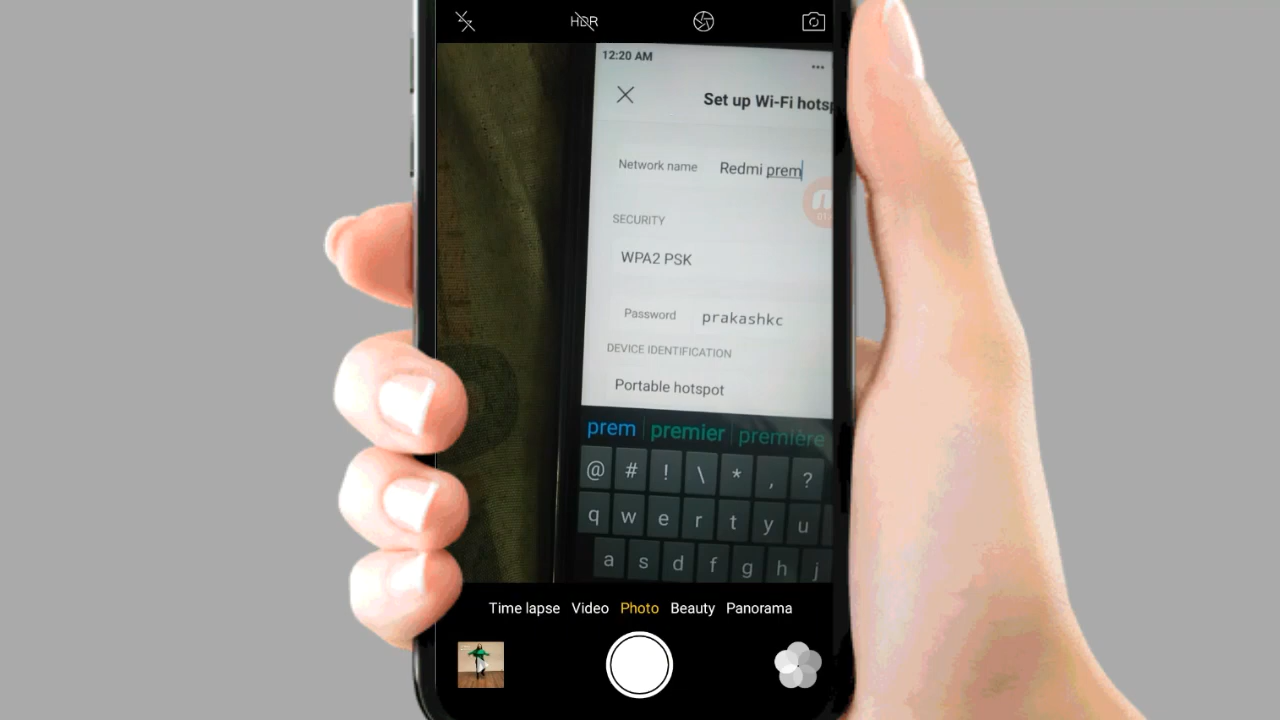 HDR
12:20 AM
Set up Wi-Fi hotsp
Network name Redmi prem
SECURITY
WPA2 PSK
Password prakashkc
DEVICE IDENTIFICATION
Portable hotspot
prem premier première
@ # ! \ * , ?
q w e r t y u
a s d f g h j
Time lapse Video Photo Beauty Panorama